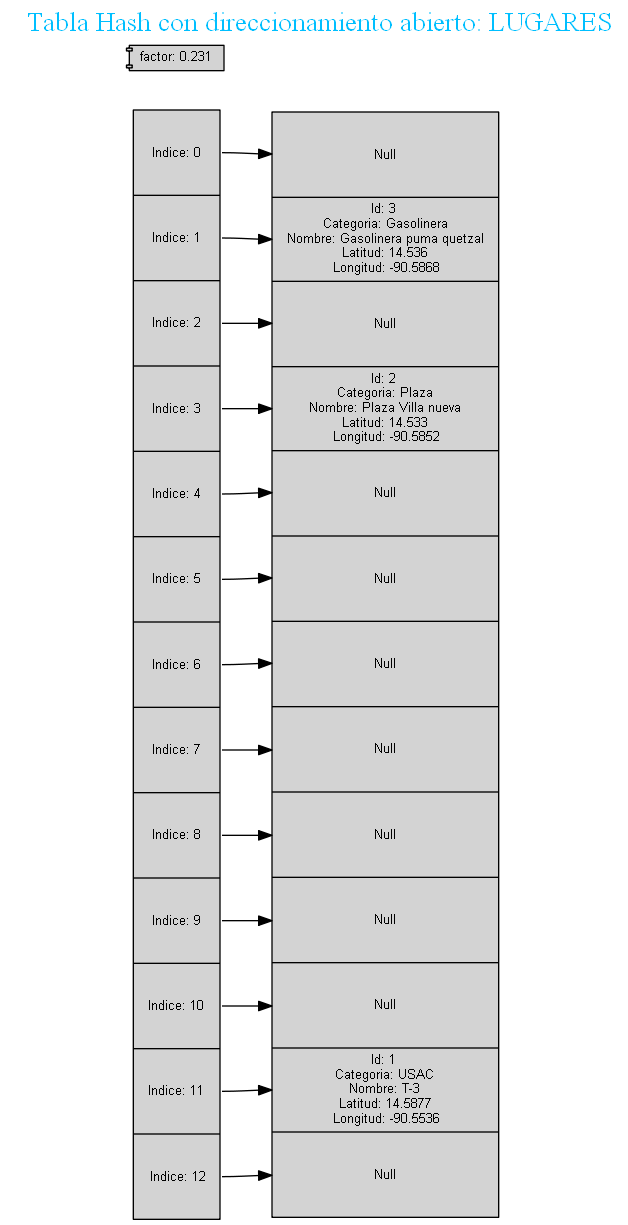 Tabla Hash con direccionamiento abierto: LUGARES
factor: 0.231
Indice: 0
Null
Indice: 1
Id: 3
Categoria: Gasolinera
Nombre: Gasolinera puma quetzal
Latitud: 14.536
Longitud: -90.5868
Indice: 2
Null
Indice: 3
Id: 2
Categoria: Plaza
Nombre: Plaza Villa nueva
Latitud: 14.533
Longitud: -90.5852
Indice: 4
Null
Indice: 5
Null
Indice: 6
Null
Indice: 7
Null
Indice: 8
Null
Indice: 9
Null
Indice: 10
Null
Indice: 11
Id: 1
Categoria: USAC
Nombre: T-3
Latitud: 14.5877
Longitud: -90.5536
Indice: 12
Null